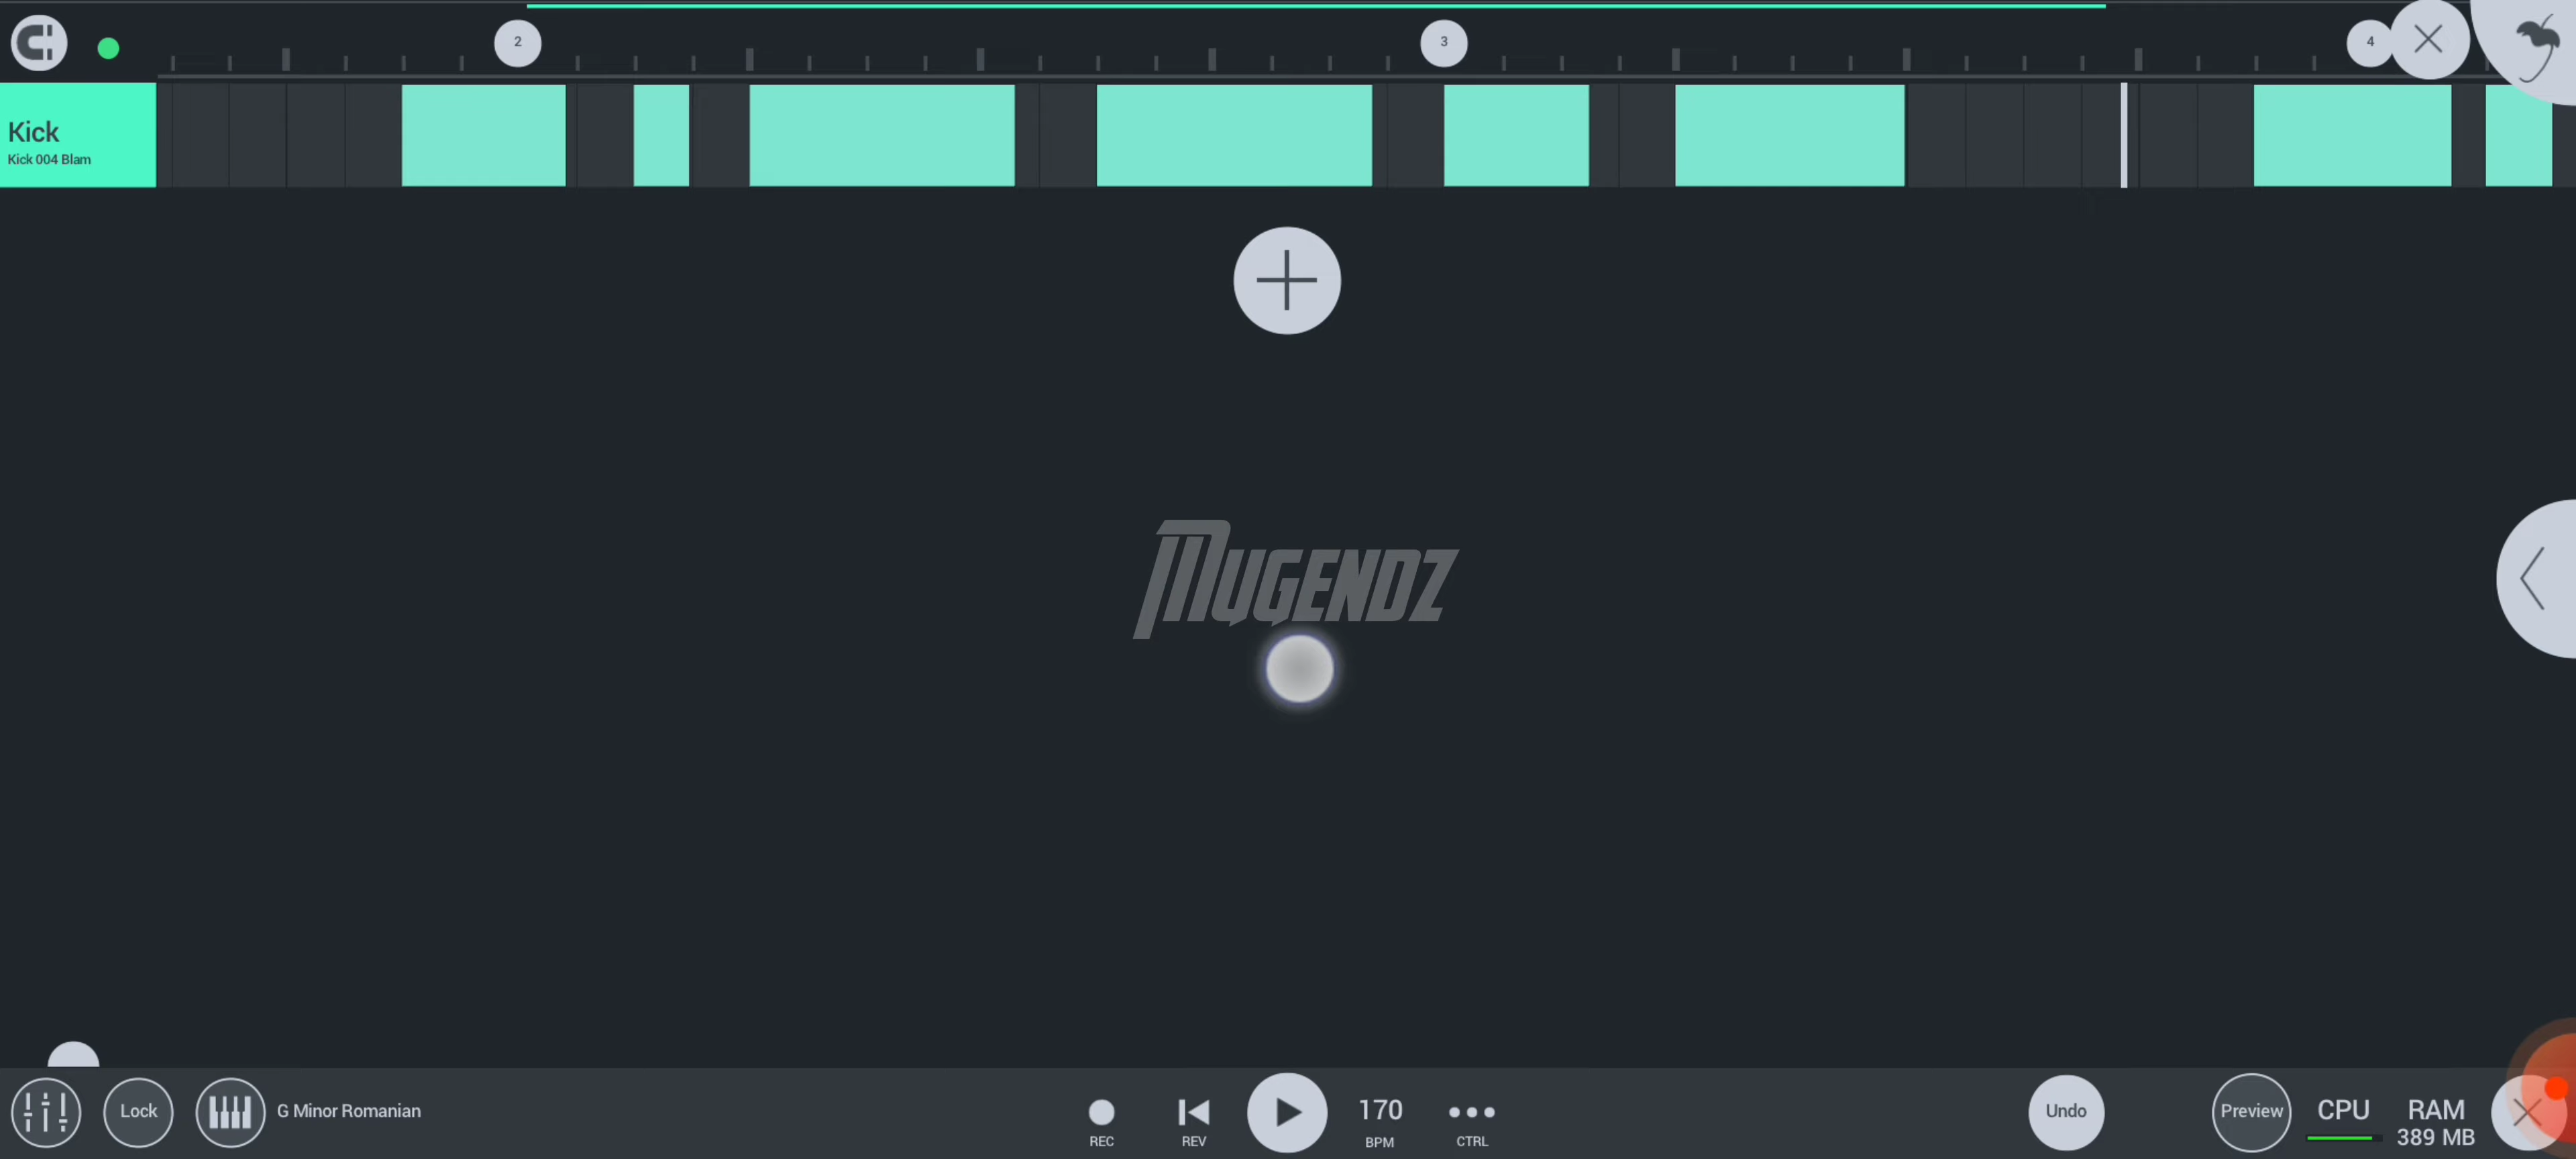 2
3
4
Kick
Kick 004 Blam
MUGENDZ
Lock
G Minor Romanian
REC
REV
170
BPM
CTRL
Undo
Preview
CPU
RAM
389 MB